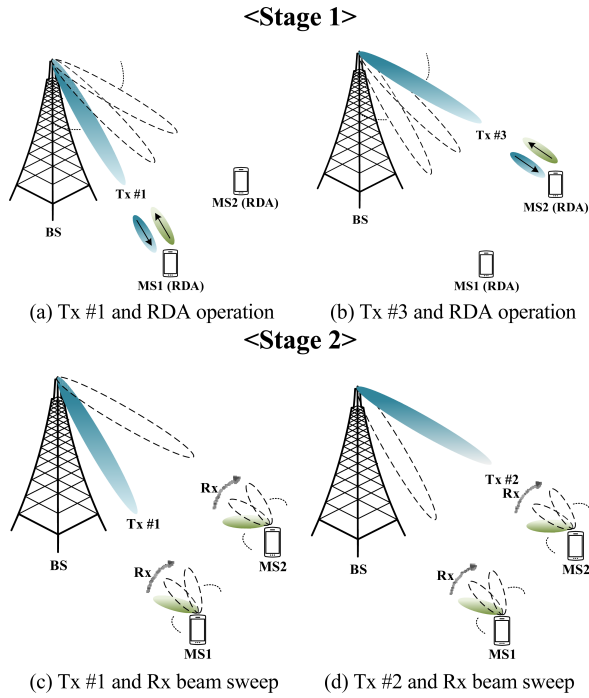 <Stage 1>
Tx #1
MS2 (RDA)
BS
MS1 (RDA)
(a) Tx #1 and RDA operation
Tx #3
MS2 (RDA)
BS
MS1 (RDA)
(b) Tx #3 and RDA operation
<Stage 2>
Rx
Tx #1
MS2
BS
Rx
MS1
(c) Tx #1 and Rx beam sweep
Tx #2
Rx
MS2
BS
Rx
MS1
(d) Tx #2 and Rx beam sweep